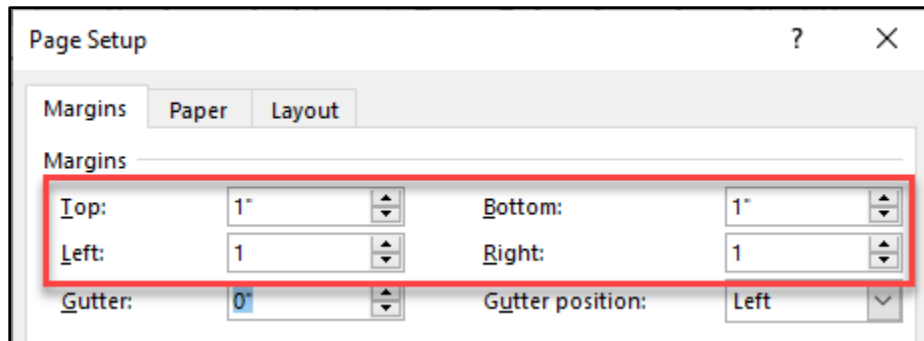 Page Setup ? ×
Margins Paper Layout
Margins
Top: 1" Bottom: 1"
Left: 1 Right: 1
Gutter: 0" Gutter position: Left